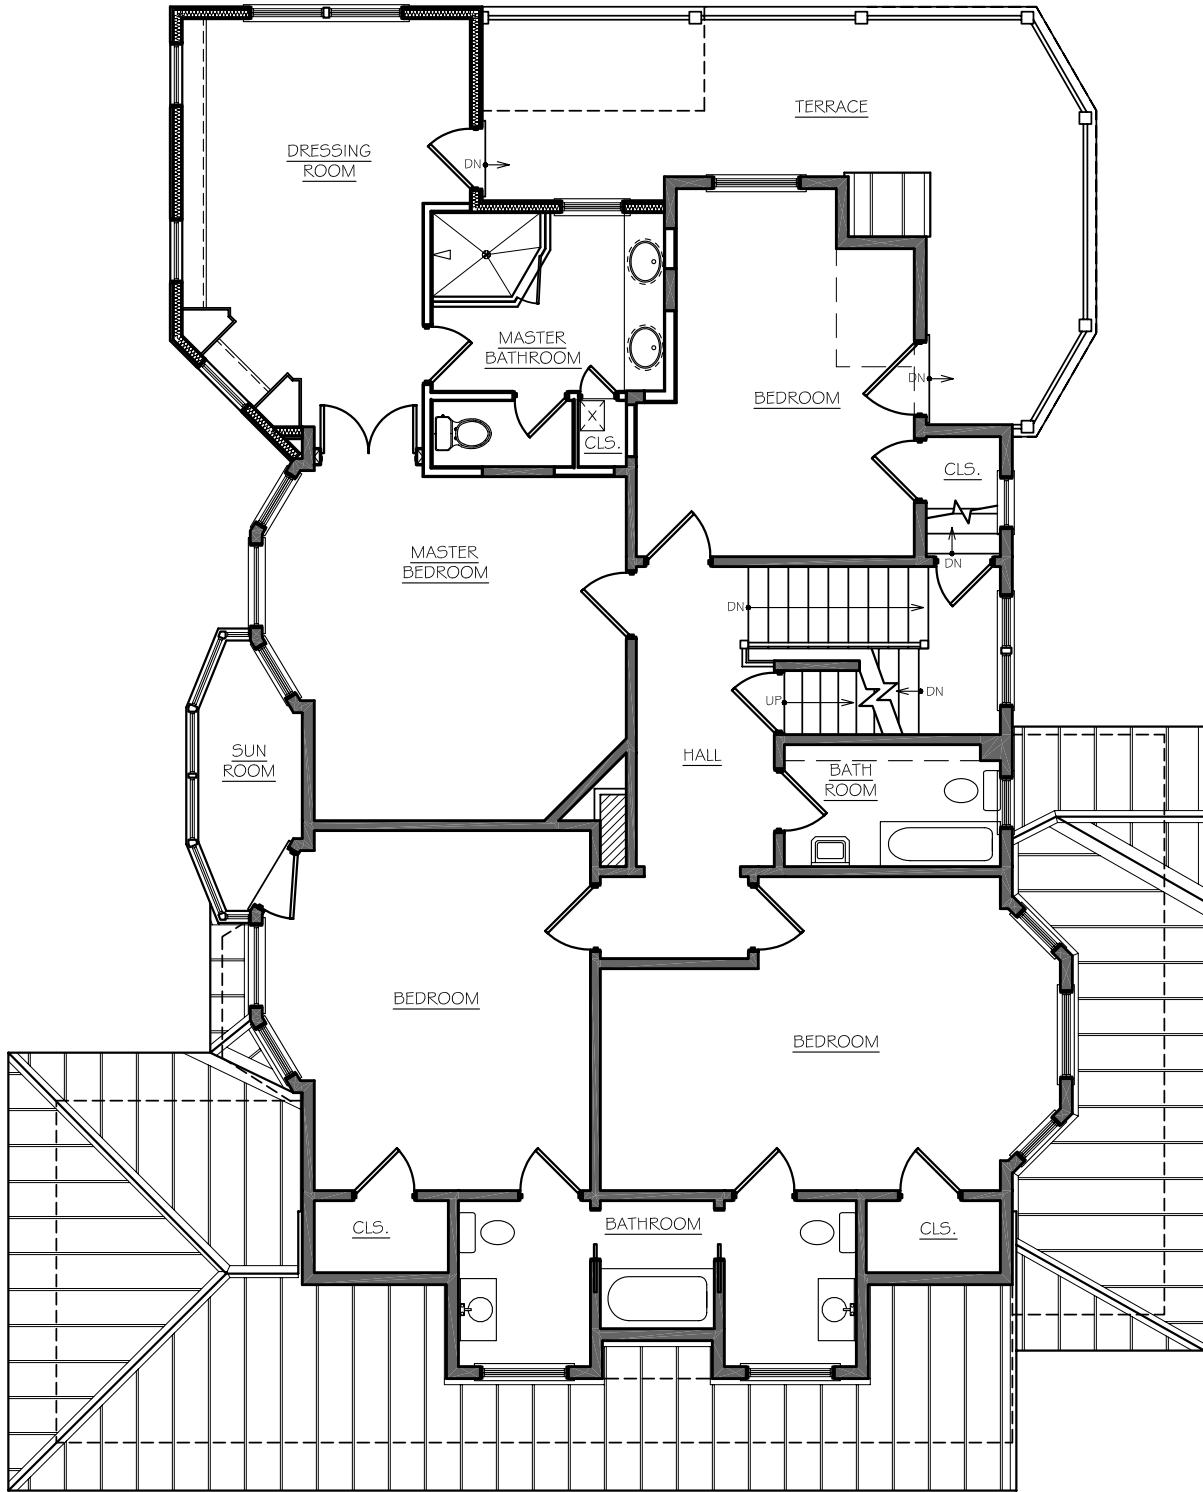 TERRACE
DRESSING
ROOM
DN
MASTER
BATHROOM
DN
BEDROOM
X
CLS.
CLS.
MASTER
BEDROOM
DN
DN
DN
UP
SUN
ROOM
HALL
BATH
ROOM
BEDROOM
BEDROOM
CLS.
BATHROOM
CLS.